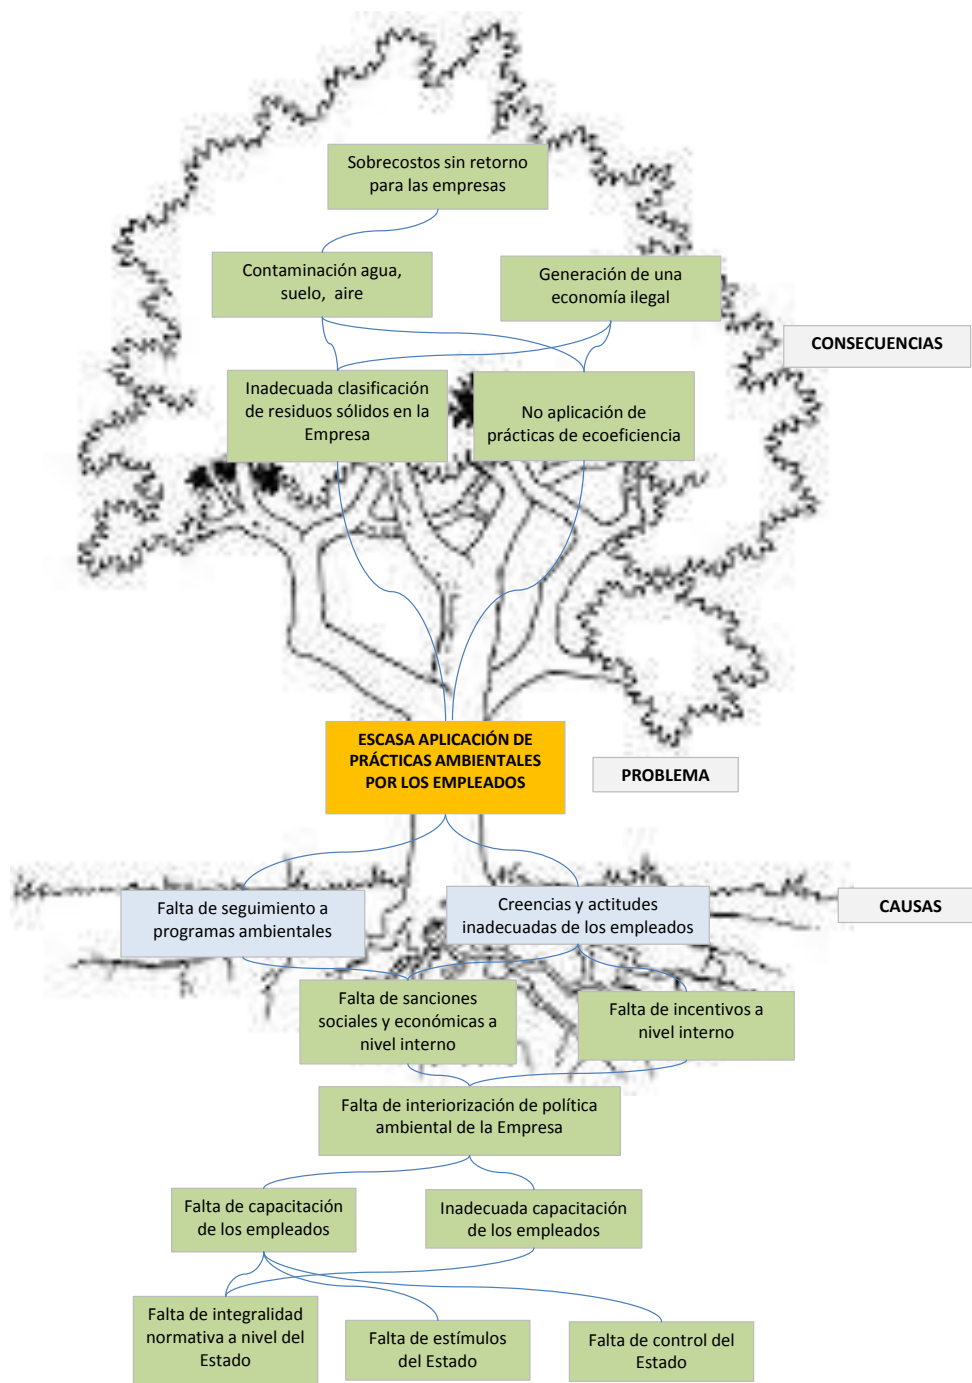 Sobrecostos sin retorno
para las empresas
Contaminación agua,
suelo, aire
Generación de una
economía ilegal
CONSECUENCIAS
Inadecuada clasificación
de residuos sólidos en la
Empresa
No aplicación de
prácticas de ecoeficiencia
ESCASA APLICACIÓN DE
PRÁCTICAS AMBIENTALES
POR LOS EMPLEADOS
PROBLEMA
Falta de seguimiento a
programas ambientales
Creencias y actitudes
inadecuadas de los empleados
CAUSAS
Falta de sanciones
sociales y económicas a
nivel interno
Falta de incentivos a
nivel interno
Falta de interiorización de política
ambiental de la Empresa
Falta de capacitación
de los empleados
Inadecuada capacitación
de los empleados
Falta de integralidad
normativa a nivel del
Estado
Falta de estímulos
del Estado
Falta de control del
Estado